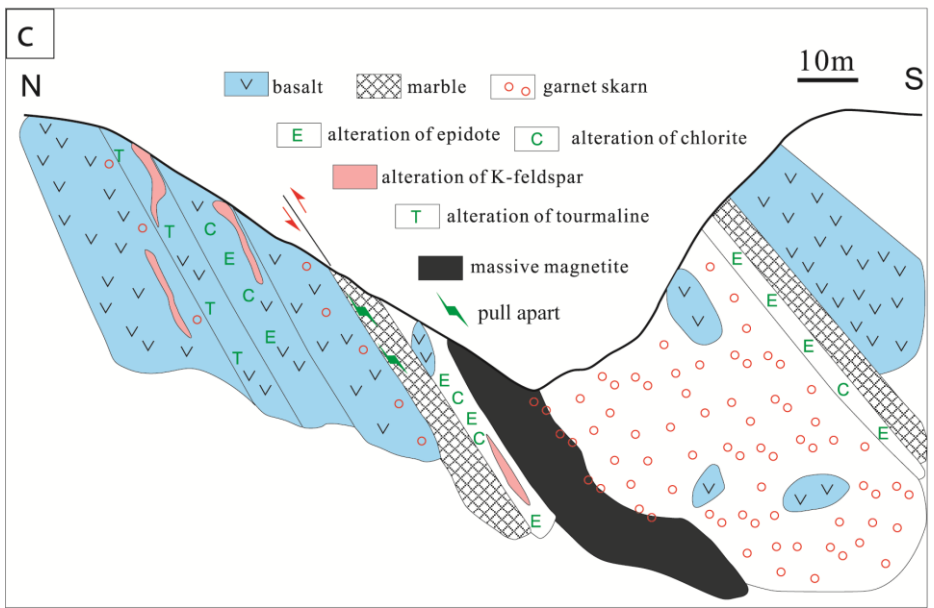 C
N
S
10m
basalt
marble
garnet skarn
E alteration of epidote
C alteration of chlorite
alteration of K-feldspar
T alteration of tourmaline
massive magnetite
pull apart
T
T
T
T
C
E
C
E
E
C
E
C
E
E
E
E
C
E